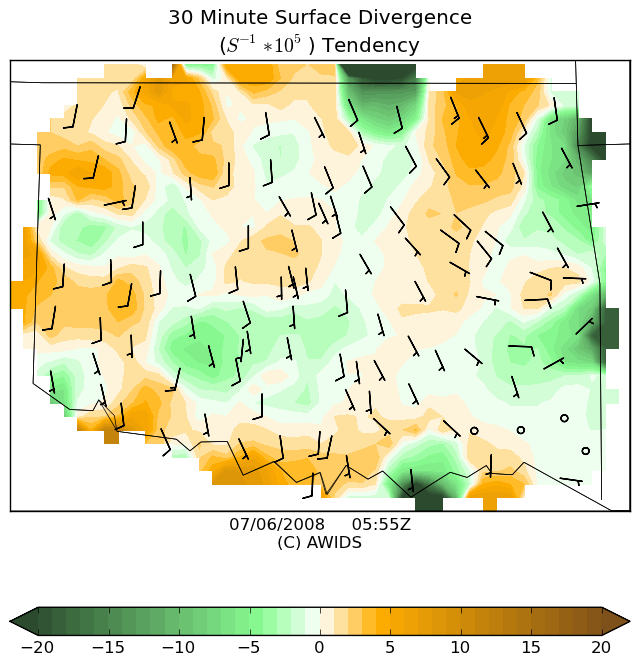 30 Minute Surface Divergence
(S⁻¹ * 10⁵ ) Tendency
07/06/2008 05:55Z
(C) AWIDS
−20 −15 −10 −5 0 5 10 15 20